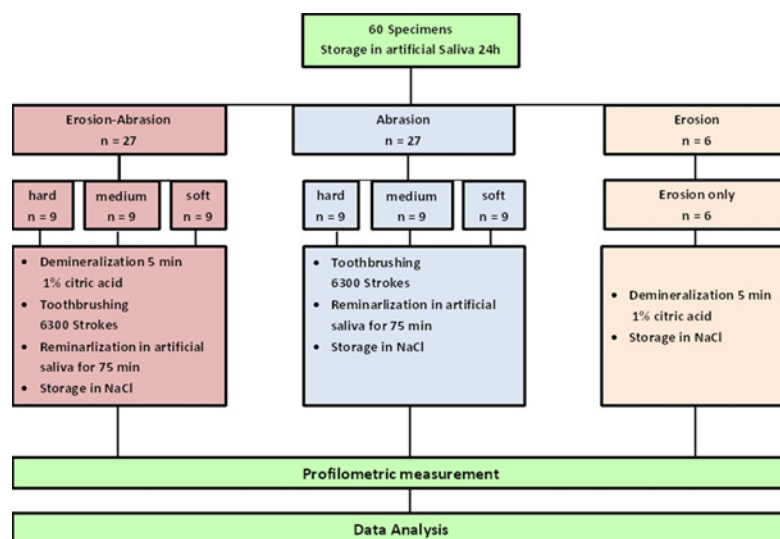 60 Specimens
Storage in artificial Saliva 24h
Erosion-Abrasion
n = 27
Abrasion
n = 27
Erosion
n = 6
hard
n = 9
medium
n = 9
soft
n = 9
hard
n = 9
medium
n = 9
soft
n = 9
Erosion only
n = 6
• Demineralization 5 min
1% citric acid
• Toothbrushing
6300 Strokes
• Reminarlization in artificial
saliva for 75 min
• Storage in NaCl
• Toothbrushing
6300 Strokes
• Reminarlization in artificial
saliva for 75 min
• Storage in NaCl
• Demineralization 5 min
1% citric acid
• Storage in NaCl
Profilometric measurement
Data Analysis